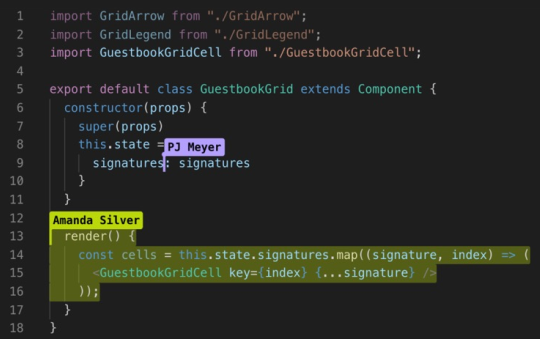 1 import GridArrow from "./GridArrow";
2 import GridLegend from "./GridLegend";
3 import GuestbookGridCell from "./GuestbookGridCell";
4
5 export default class GuestbookGrid extends Component {
6 constructor(props) {
7 super(props)
8 this.state = PJ Meyer
9 signatures: signatures
10 }
11 }
12 Amanda Silver
13 render() {
14 const cells = this.state.signatures.map((signature, index) => (
15 <GuestbookGridCell key={index} {...signature} />
16 ));
17 }
18 }